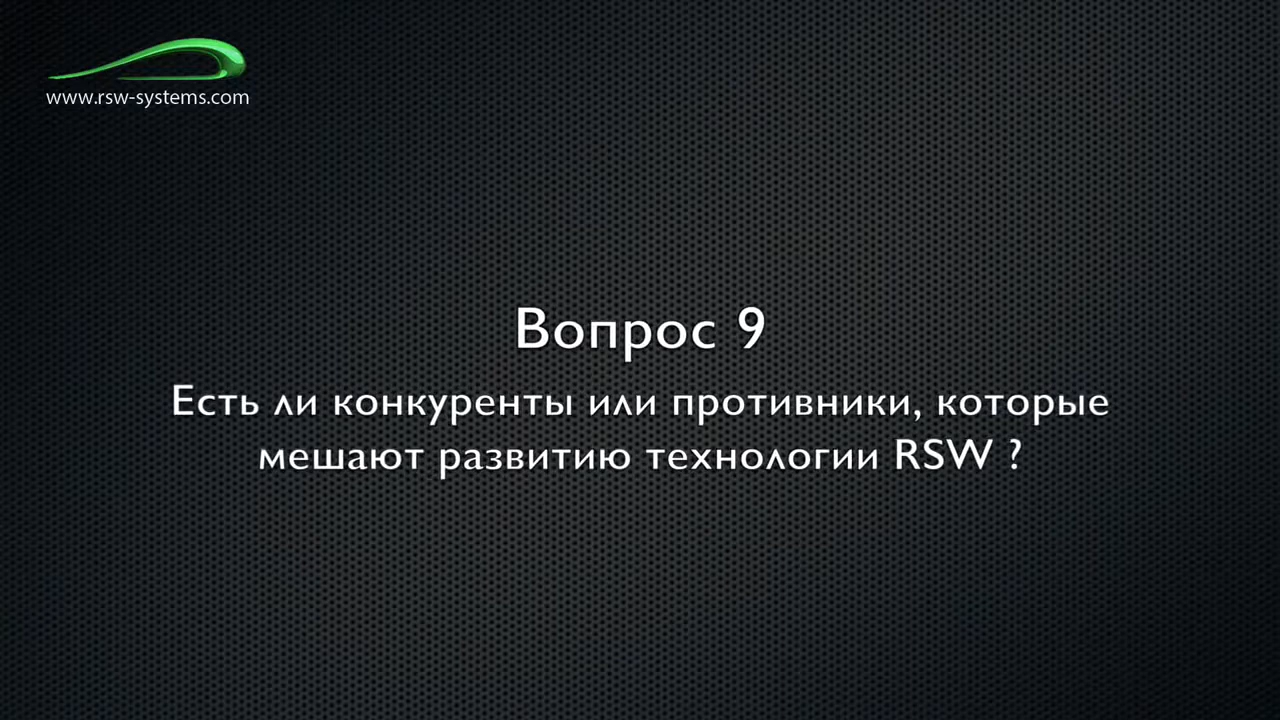 www.rsw-systems.com
Вопрос 9
Есть ли конкуренты или противники, которые
мешают развитию технологии RSW ?